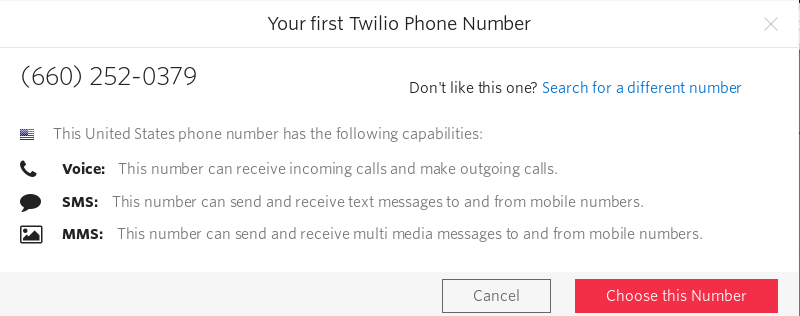 Your first Twilio Phone Number
(660) 252-0379
Don't like this one? Search for a different number
This United States phone number has the following capabilities:
Voice: This number can receive incoming calls and make outgoing calls.
SMS: This number can send and receive text messages to and from mobile numbers.
MMS: This number can send and receive multi media messages to and from mobile numbers.
Cancel Choose this Number